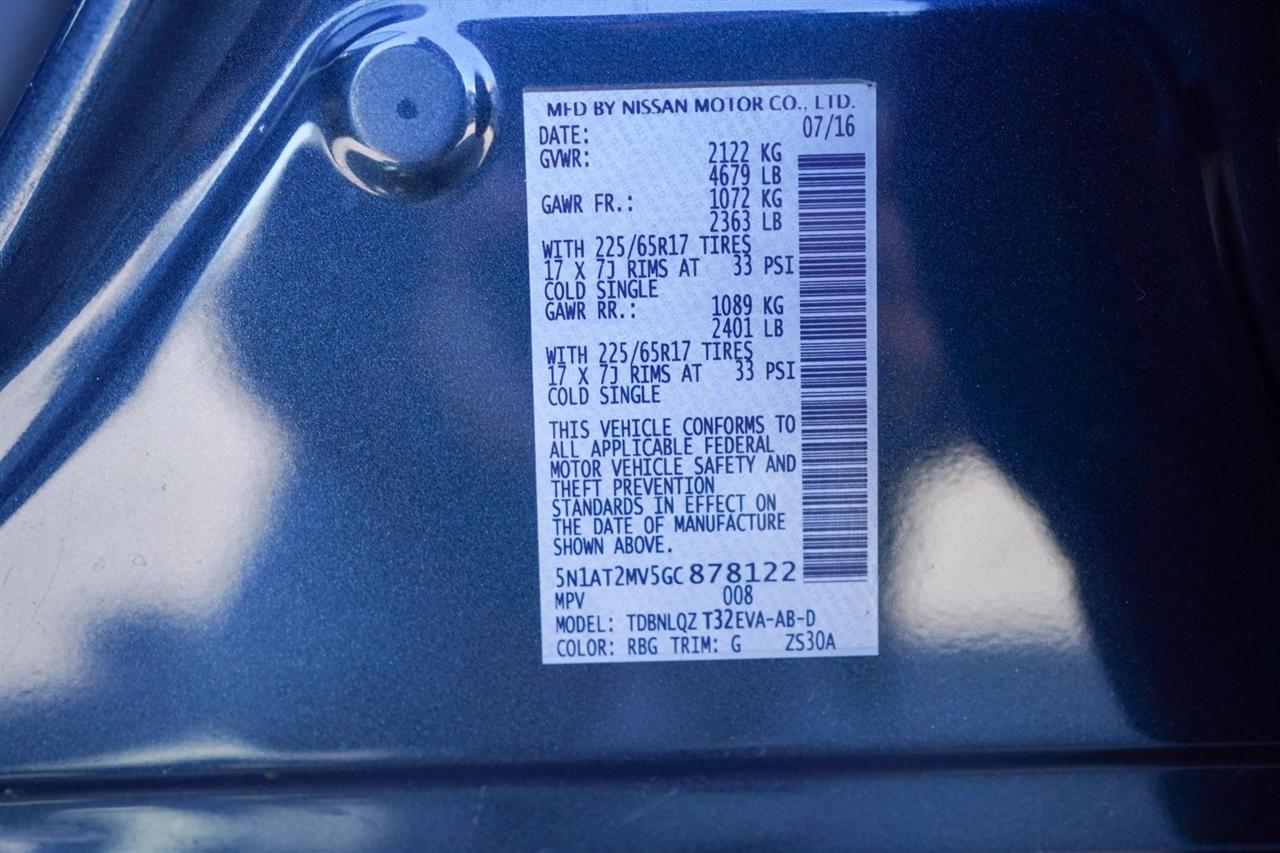 MFD BY NISSAN MOTOR CO., LTD.
DATE: 07/16
GVWR: 2122 KG
4679 LB
GAWR FR.: 1072 KG
2363 LB
WITH 225/65R17 TIRES
17 X 7J RIMS AT 33 PSI
COLD SINGLE
GAWR RR.: 1089 KG
2401 LB
WITH 225/65R17 TIRES
17 X 7J RIMS AT 33 PSI
COLD SINGLE
THIS VEHICLE CONFORMS TO
ALL APPLICABLE FEDERAL
MOTOR VEHICLE SAFETY AND
THEFT PREVENTION
STANDARDS IN EFFECT ON
THE DATE OF MANUFACTURE
SHOWN ABOVE.
5N1AT2MV5GC878122
MPV 008
MODEL: TDBNLQZ T32EVA-AB-D
COLOR: RBG TRIM: G ZS30A